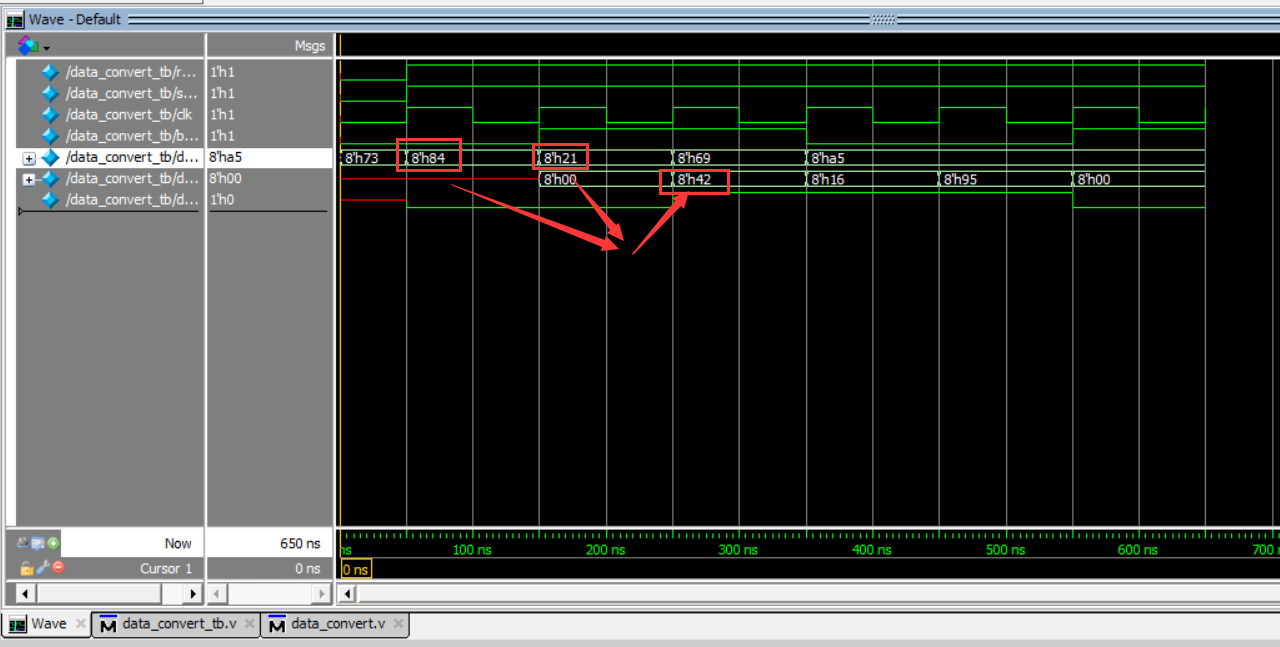 Wave - Default
Msgs
/data_convert_tb/r... 1'h1
/data_convert_tb/s... 1'h1
/data_convert_tb/clk 1'h1
/data_convert_tb/b... 1'h1
/data_convert_tb/d... 8'ha5 8'h73 8'h84 8'h21 8'h69 8'ha5
/data_convert_tb/d... 8'h00 8'h00 8'h42 8'h16 8'h95 8'h00
/data_convert_tb/d... 1'h0
Now 650 ns ns 100 ns 200 ns 300 ns 400 ns 500 ns 600 ns 700
Cursor 1 0 ns 0 ns
Wave data_convert_tb.v data_convert.v